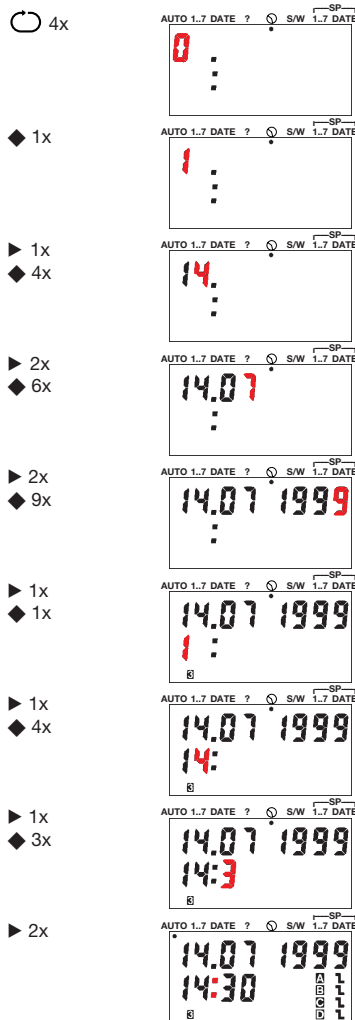 4x
SP
AUTO 1..7 DATE ? S/W 1..7 DATE
0
:
◆ 1x
SP
AUTO 1..7 DATE ? S/W 1..7 DATE
1
:
▶ 1x
◆ 4x
SP
AUTO 1..7 DATE ? S/W 1..7 DATE
14.
:
▶ 2x
◆ 6x
SP
AUTO 1..7 DATE ? S/W 1..7 DATE
14.07
:
▶ 2x
◆ 9x
SP
AUTO 1..7 DATE ? S/W 1..7 DATE
14.07 1999
:
▶ 1x
◆ 1x
SP
AUTO 1..7 DATE ? S/W 1..7 DATE
14.07 1999
1 :
3
▶ 1x
◆ 4x
SP
AUTO 1..7 DATE ? S/W 1..7 DATE
14.07 1999
14:
3
▶ 1x
◆ 3x
SP
AUTO 1..7 DATE ? S/W 1..7 DATE
14.07 1999
14:3
3
▶ 2x
SP
AUTO 1..7 DATE ? S/W 1..7 DATE
14.07 1999
14:30
A
B
C
3 D